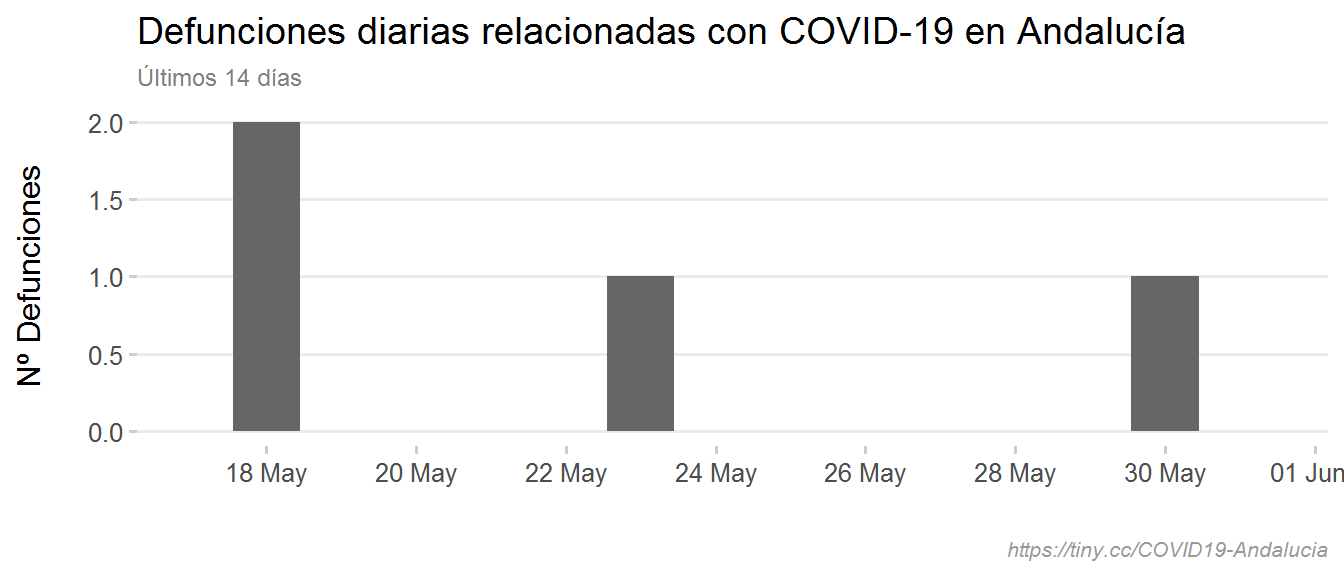 Defunciones diarias relacionadas con COVID-19 en Andalucía
Últimos 14 días
Nº Defunciones
2.0
1.5
1.0
0.5
0.0
18 May 20 May 22 May 24 May 26 May 28 May 30 May 01 Jun
https://tiny.cc/COVID19-Andalucia